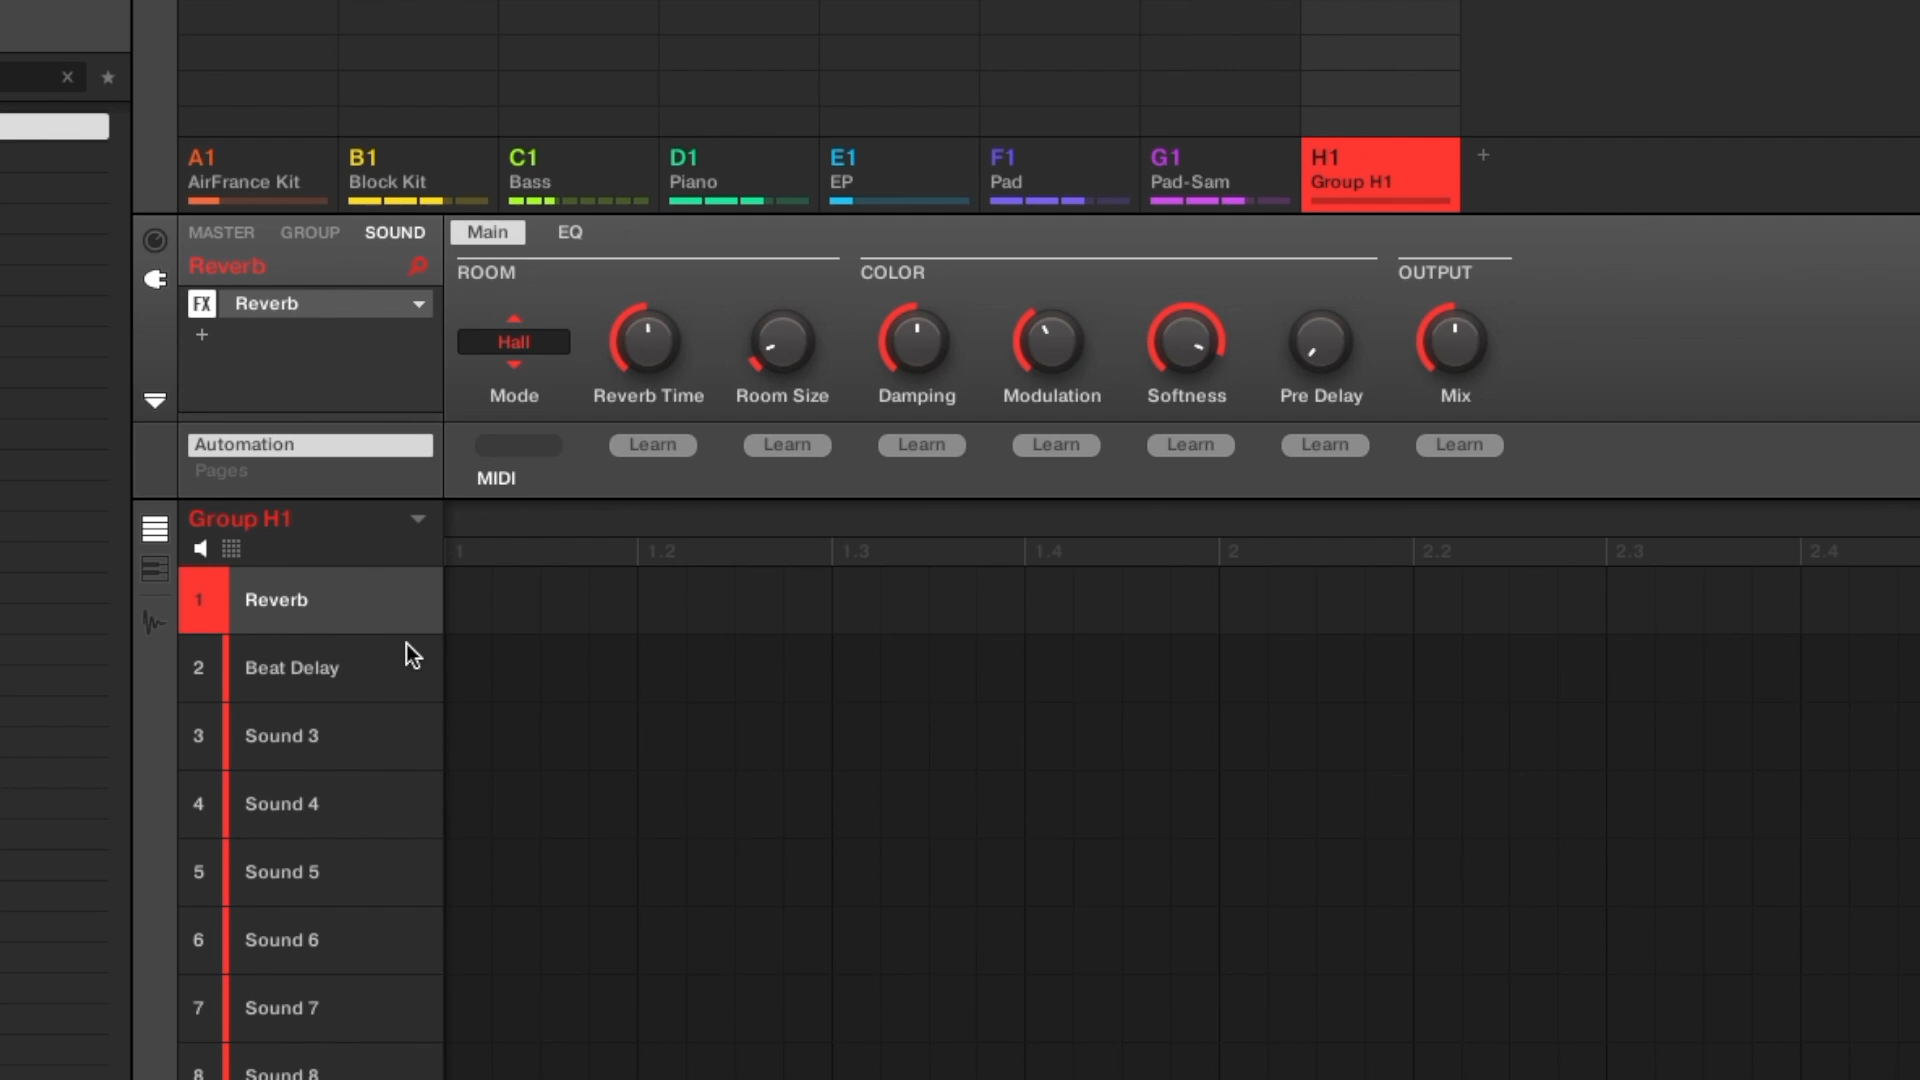 A1 B1 C1 D1 E1 F1 G1 H1
AirFrance Kit Block Kit Bass Piano EP Pad Pad-Sam Group H1
MASTER GROUP SOUND Main EQ
Reverb
ROOM COLOR OUTPUT
FX Reverb
Hall
Mode Reverb Time Room Size Damping Modulation Softness Pre Delay Mix
Automation Learn Learn Learn Learn Learn Learn Learn
Pages
MIDI
Group H1
1 1.2 1.3 1.4 2 2.2 2.3 2.4
1 Reverb
2 Beat Delay
3 Sound 3
4 Sound 4
5 Sound 5
6 Sound 6
7 Sound 7
8 Sound 8